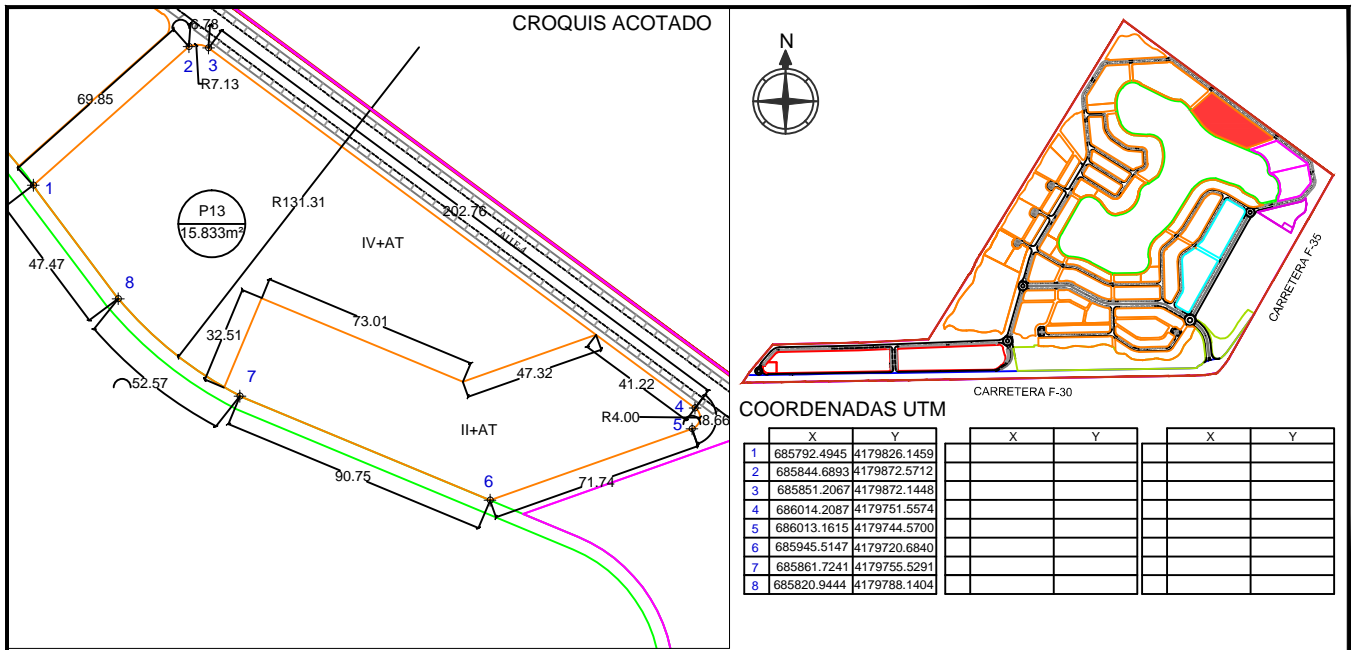 CROQUIS ACOTADO
6.78
2
3
R7.13
69.85
1
P13
15.833m²
R131.31
202.76
CALLE 4
IV+AT
47.47
8
32.51
73.01
47.32
41.22
52.57
7
R4.00
4
8.66
5
II+AT
90.75
6
71.74
N
CARRETERA F-35
CARRETERA F-30
COORDENADAS UTM
X Y X Y X Y
1 685792.4945 4179826.1459
2 685844.6893 4179872.5712
3 685851.2067 4179872.1448
4 686014.2087 4179751.5574
5 686013.1615 4179744.5700
6 685945.5147 4179720.6840
7 685861.7241 4179755.5291
8 685820.9444 4179788.1404